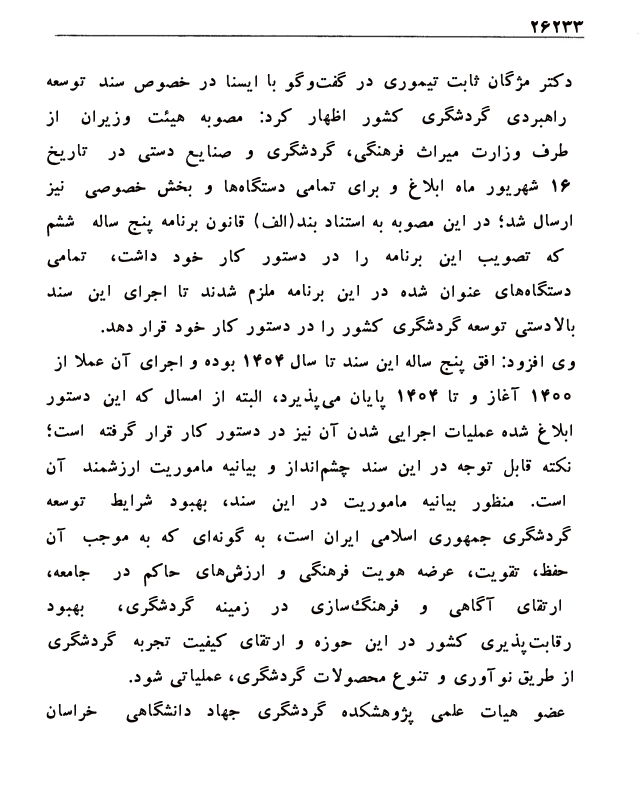 ۲۶۲۳۳
دکتر مژگان ثابت تیموری در گفت‌وگو با ایسنا در خصوص سند توسعه
راهبردی گردشگری کشور اظهار کرد: مصوبه هیئت وزیران از
طرف وزارت میراث فرهنگی، گردشگری و صنایع دستی در تاریخ
۱۶ شهریور ماه ابلاغ و برای تمامی دستگاه‌ها و بخش خصوصی نیز
ارسال شد؛ در این مصوبه به استناد بند(الف) قانون برنامه پنج ساله ششم
که تصویب این برنامه را در دستور کار خود داشت، تمامی
دستگاه‌های عنوان شده در این برنامه ملزم شدند تا اجرای این سند
بالادستی توسعه گردشگری کشور را در دستور کار خود قرار دهد.
وی افزود: افق پنج ساله این سند تا سال ۱۴۰۴ بوده و اجرای آن عملا از
۱۴۰۰ آغاز و تا ۱۴۰۴ پایان می‌پذیرد، البته از امسال که این دستور
ابلاغ شده عملیات اجرایی شدن آن نیز در دستور کار قرار گرفته است؛
نکته قابل توجه در این سند چشم‌انداز و بیانیه ماموریت ارزشمند آن
است. منظور بیانیه ماموریت در این سند، بهبود شرایط توسعه
گردشگری جمهوری اسلامی ایران است، به گونه‌ای که به موجب آن
حفظ، تقویت، عرضه هویت فرهنگی و ارزش‌های حاکم در جامعه،
ارتقای آگاهی و فرهنگ‌سازی در زمینه گردشگری، بهبود
رقابت‌پذیری کشور در این حوزه و ارتقای کیفیت تجربه گردشگری
از طریق نوآوری و تنوع محصولات گردشگری، عملیاتی شود.
عضو هیات علمی پژوهشکده گردشگری جهاد دانشگاهی خراسان